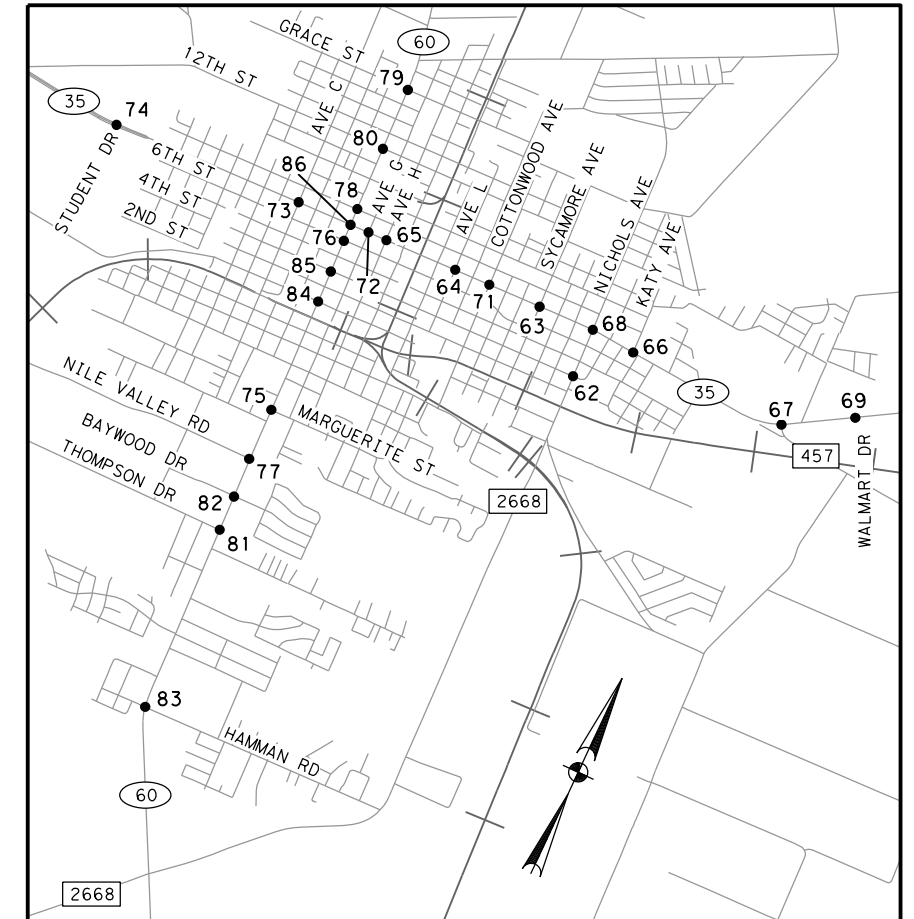 GRACE ST
60
12TH ST
79
AVE C
35
74
80
COTTONWOOD AVE
6TH ST
86
AVE G
AVE H
SYCAMORE AVE
STUDENT DR
4TH ST
78
AVE L
NICHOLS AVE
73
2ND ST
76
65
KATY AVE
85
72
64
71
84
63
68
66
NILE VALLEY RD
75
MARGUERITE ST
62
35
67
69
BAYWOOD DR
77
457
THOMPSON DR
82
2668
WALMART DR
81
83
HAMMAN RD
60
2668